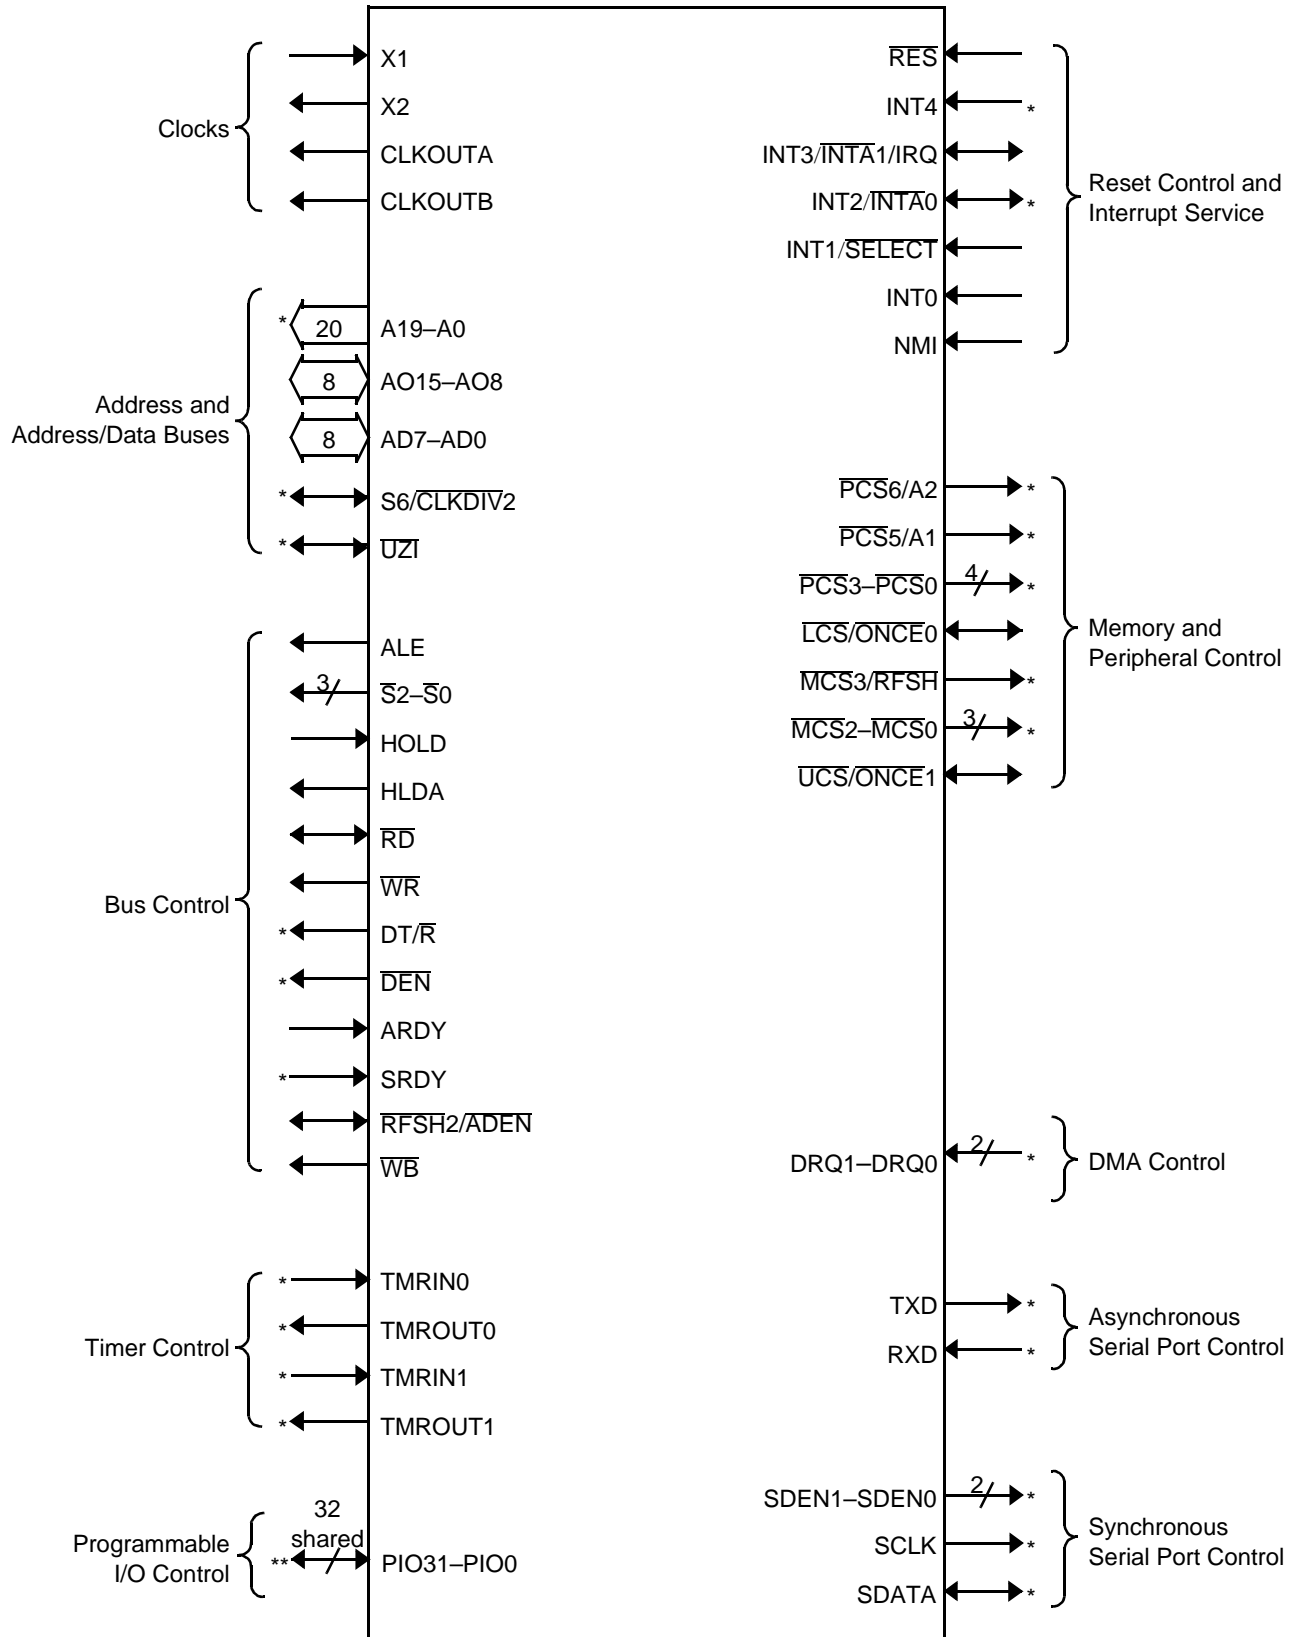 Clocks
X1
X2
CLKOUTA
CLKOUTB
Address and
Address/Data Buses
* 20 A19–A0
8 AO15–AO8
8 AD7–AD0
* S6/CLKDIV2
* UZI
Bus Control
ALE
3 S2–S0
HOLD
HLDA
RD
WR
* DT/R
* DEN
ARDY
* SRDY
RFSH2/ADEN
WB
Timer Control
* TMRIN0
* TMROUT0
* TMRIN1
* TMROUT1
Programmable
I/O Control
32
shared
** PIO31–PIO0
RES
INT4 *
INT3/INTA1/IRQ
INT2/INTA0 *
INT1/SELECT
INT0
NMI
Reset Control and
Interrupt Service
PCS6/A2 *
PCS5/A1 *
PCS3–PCS0 4 *
LCS/ONCE0
MCS3/RFSH *
MCS2–MCS0 3 *
UCS/ONCE1
Memory and
Peripheral Control
DRQ1–DRQ0 2 *
DMA Control
TXD *
RXD *
Asynchronous
Serial Port Control
SDEN1–SDEN0 2 *
SCLK *
SDATA *
Synchronous
Serial Port Control